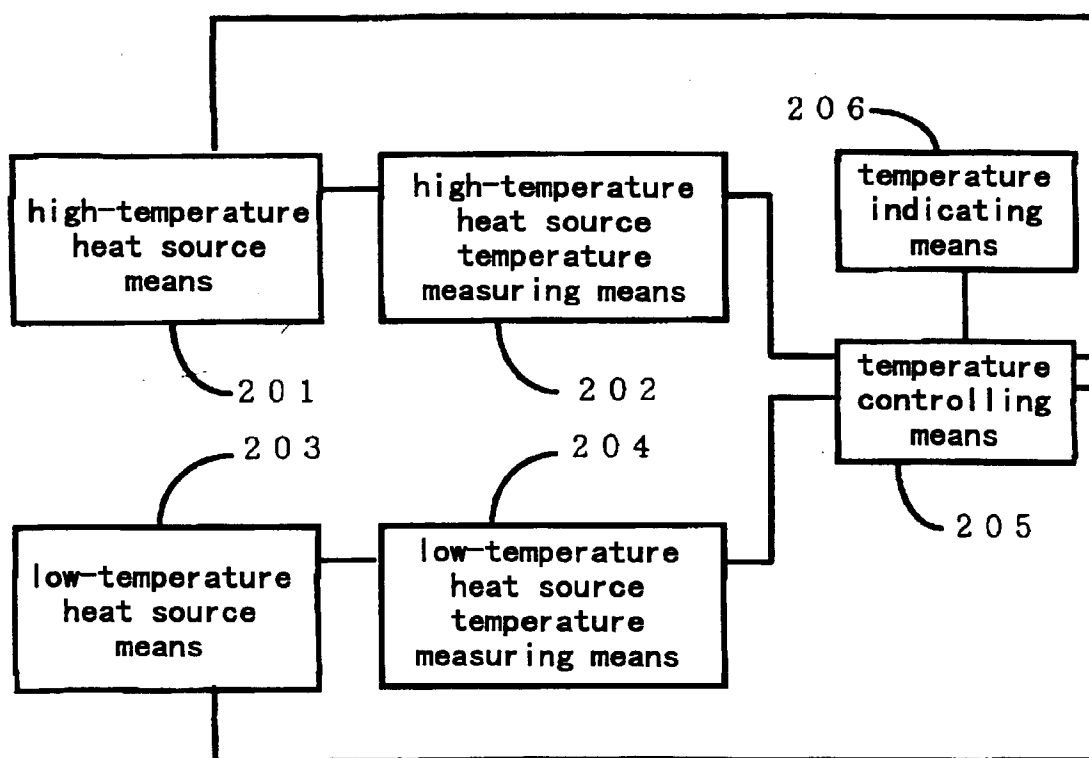 206
high-temperature
heat source
means
high-temperature
heat source
temperature
measuring means
temperature
indicating
means
temperature
controlling
means
201
202
203
204
205
low-temperature
heat source
means
low-temperature
heat source
temperature
measuring means